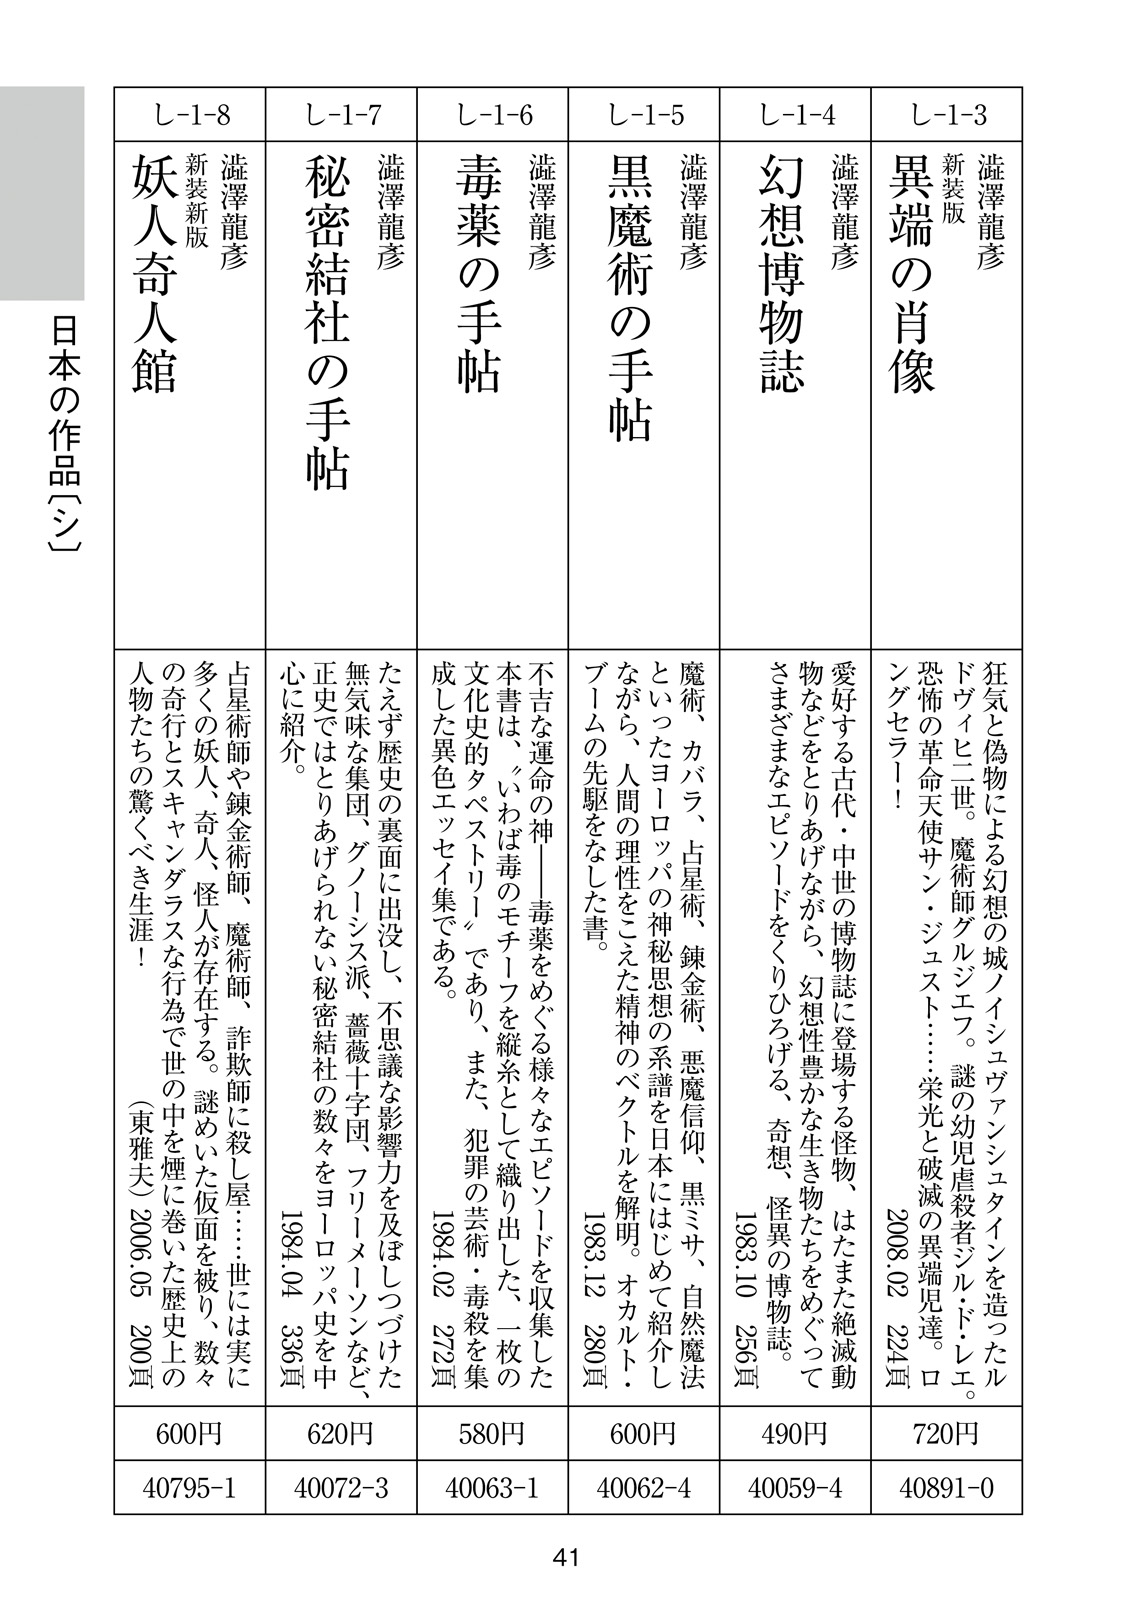 日本の作品〔シ〕
し-1-3
澁澤龍彥
新装版
異端の肖像
狂気と偽物による幻想の城ノイシュヴァンシュタインを造ったル
ドヴィヒ二世。魔術師グルジエフ。謎の幼児虐殺者ジル・ド・レエ。
恐怖の革命天使サン・ジュスト……栄光と破滅の異端児達。ロ
ングセラー！
2008.02 224頁
720円
40891-0
し-1-4
澁澤龍彥
幻想博物誌
愛好する古代・中世の博物誌に登場する怪物、はたまた絶滅動
物などをとりあげながら、幻想性豊かな生き物たちをめぐって
さまざまなエピソードをくりひろげる、奇想、怪異の博物誌。
1983.10 256頁
490円
40059-4
し-1-5
澁澤龍彥
黒魔術の手帖
魔術、カバラ、占星術、錬金術、悪魔信仰、黒ミサ、自然魔法
といったヨーロッパの神秘思想の系譜を日本にはじめて紹介し
ながら、人間の理性をこえた精神のベクトルを解明。オカルト・
ブームの先駆をなした書。
1983.12 280頁
600円
40062-4
し-1-6
澁澤龍彥
毒薬の手帖
不吉な運命の神――毒薬をめぐる様々なエピソードを収集した
本書は、〝いわば毒のモチーフを縦糸として織り出した、一枚の
文化史的タペストリー〟であり、また、犯罪の芸術・毒殺を集
成した異色エッセイ集である。
1984.02 272頁
580円
40063-1
し-1-7
澁澤龍彥
秘密結社の手帖
たえず歴史の裏面に出没し、不思議な影響力を及ぼしつづけた
無気味な集団、グノーシス派、薔薇十字団、フリーメーソンなど、
正史ではとりあげられない秘密結社の数々をヨーロッパ史を中
心に紹介。
1984.04 336頁
620円
40072-3
し-1-8
澁澤龍彥
新装新版
妖人奇人館
占星術師や錬金術師、魔術師、詐欺師に殺し屋……世には実に
多くの妖人、奇人、怪人が存在する。謎めいた仮面を被り、数々
の奇行とスキャンダラスな行為で世の中を煙に巻いた歴史上の
人物たちの驚くべき生涯！
（東雅夫）2006.05 200頁
600円
40795-1
41